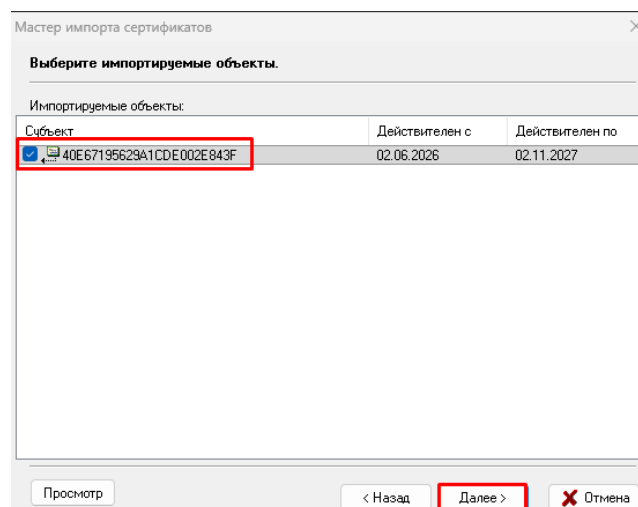 Мастер импорта сертификатов
Выберите импортируемые объекты.
Импортируемые объекты:
Субъект Действителен с Действителен по
40E67195629A1CDE002E843F 02.06.2026 02.11.2027
Просмотр < Назад Далее > Отмена